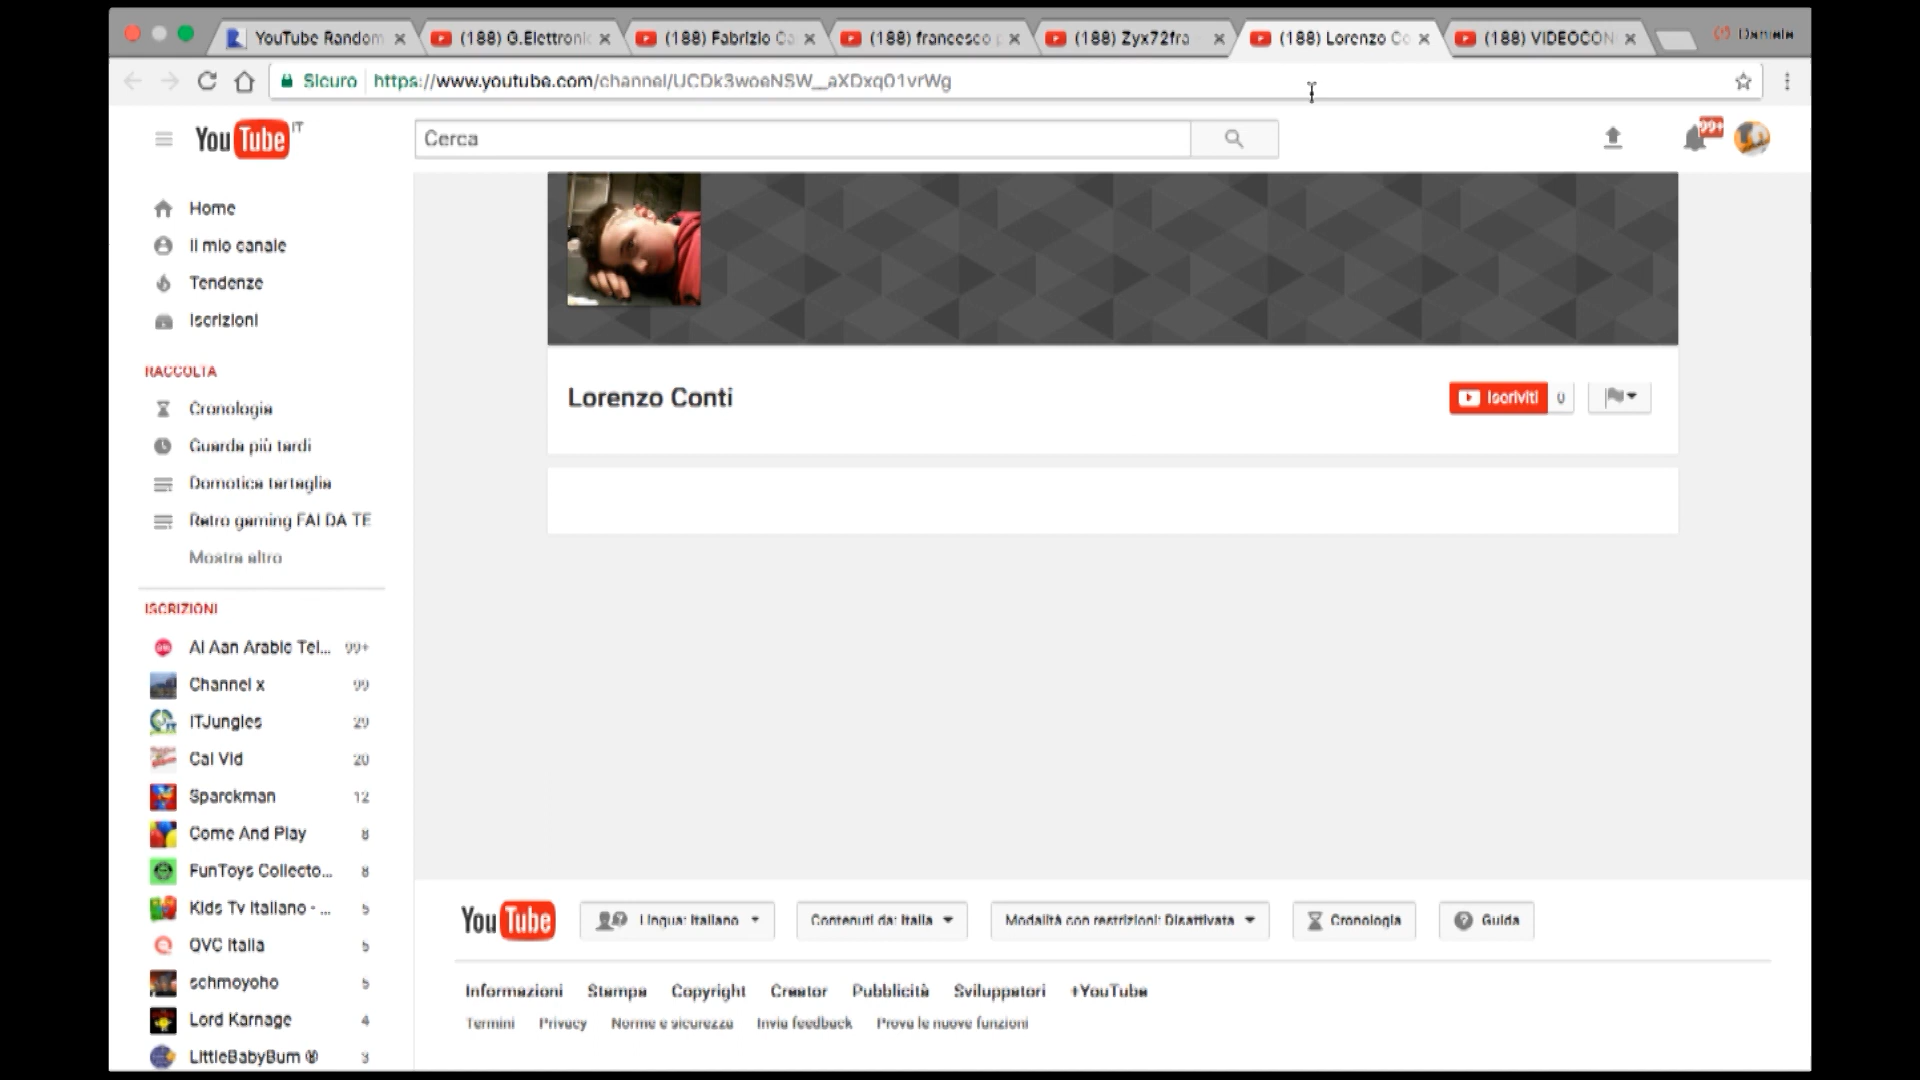 YouTube Random
(188) G.Elettroni
(188) Fabrizio Ca
(188) francesco p
(188) Zyx72fra
(188) Lorenzo Co
(188) VIDEOCON
Daniele
Sicuro https://www.youtube.com/channel/
YouTube IT
Cerca
99+
Home
Il mio canale
Tendenze
Iscrizioni
RACCOLTA
Cronologia
Guarda più tardi
Domotica tartaglia
Retro gaming FAI DA TE
Mostra altro
ISCRIZIONI
Al Aan Arabic Tel... 99+
Channel x 99
ITJungles 29
Cal Vid 20
Sparckman 12
Come And Play 8
FunToys Collecto... 8
Kids Tv Italiano - ... 5
QVC Italia 5
schmoyoho 5
Lord Karnage 4
LittleBabyBum ® 3
Lorenzo Conti
Iscriviti 0
YouTube
Lingua: Italiano
Contenuti da: Italia
Modalità con restrizioni: Disattivata
Cronologia
Guida
Informazioni Stampa Copyright Creator Pubblicità Sviluppatori +YouTube
Termini Privacy Norme e sicurezza Invia feedback Prova le nuove funzioni